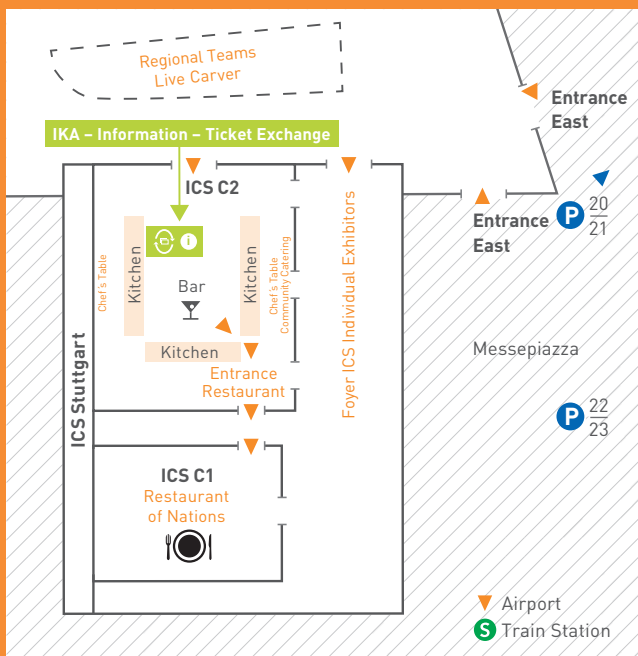 Regional Teams
Live Carver
Entrance
East
IKA – Information – Ticket Exchange
ICS C2
Entrance
East
P
20
21
i
Kitchen
Kitchen
Chef´s Table
Bar
Chef´s Table
Community Catering
Kitchen
Entrance
Restaurant
Foyer ICS Individual Exhibitors
ICS Stuttgart
Messepiazza
P
22
23
ICS C1
Restaurant
of Nations
Airport
S Train Station